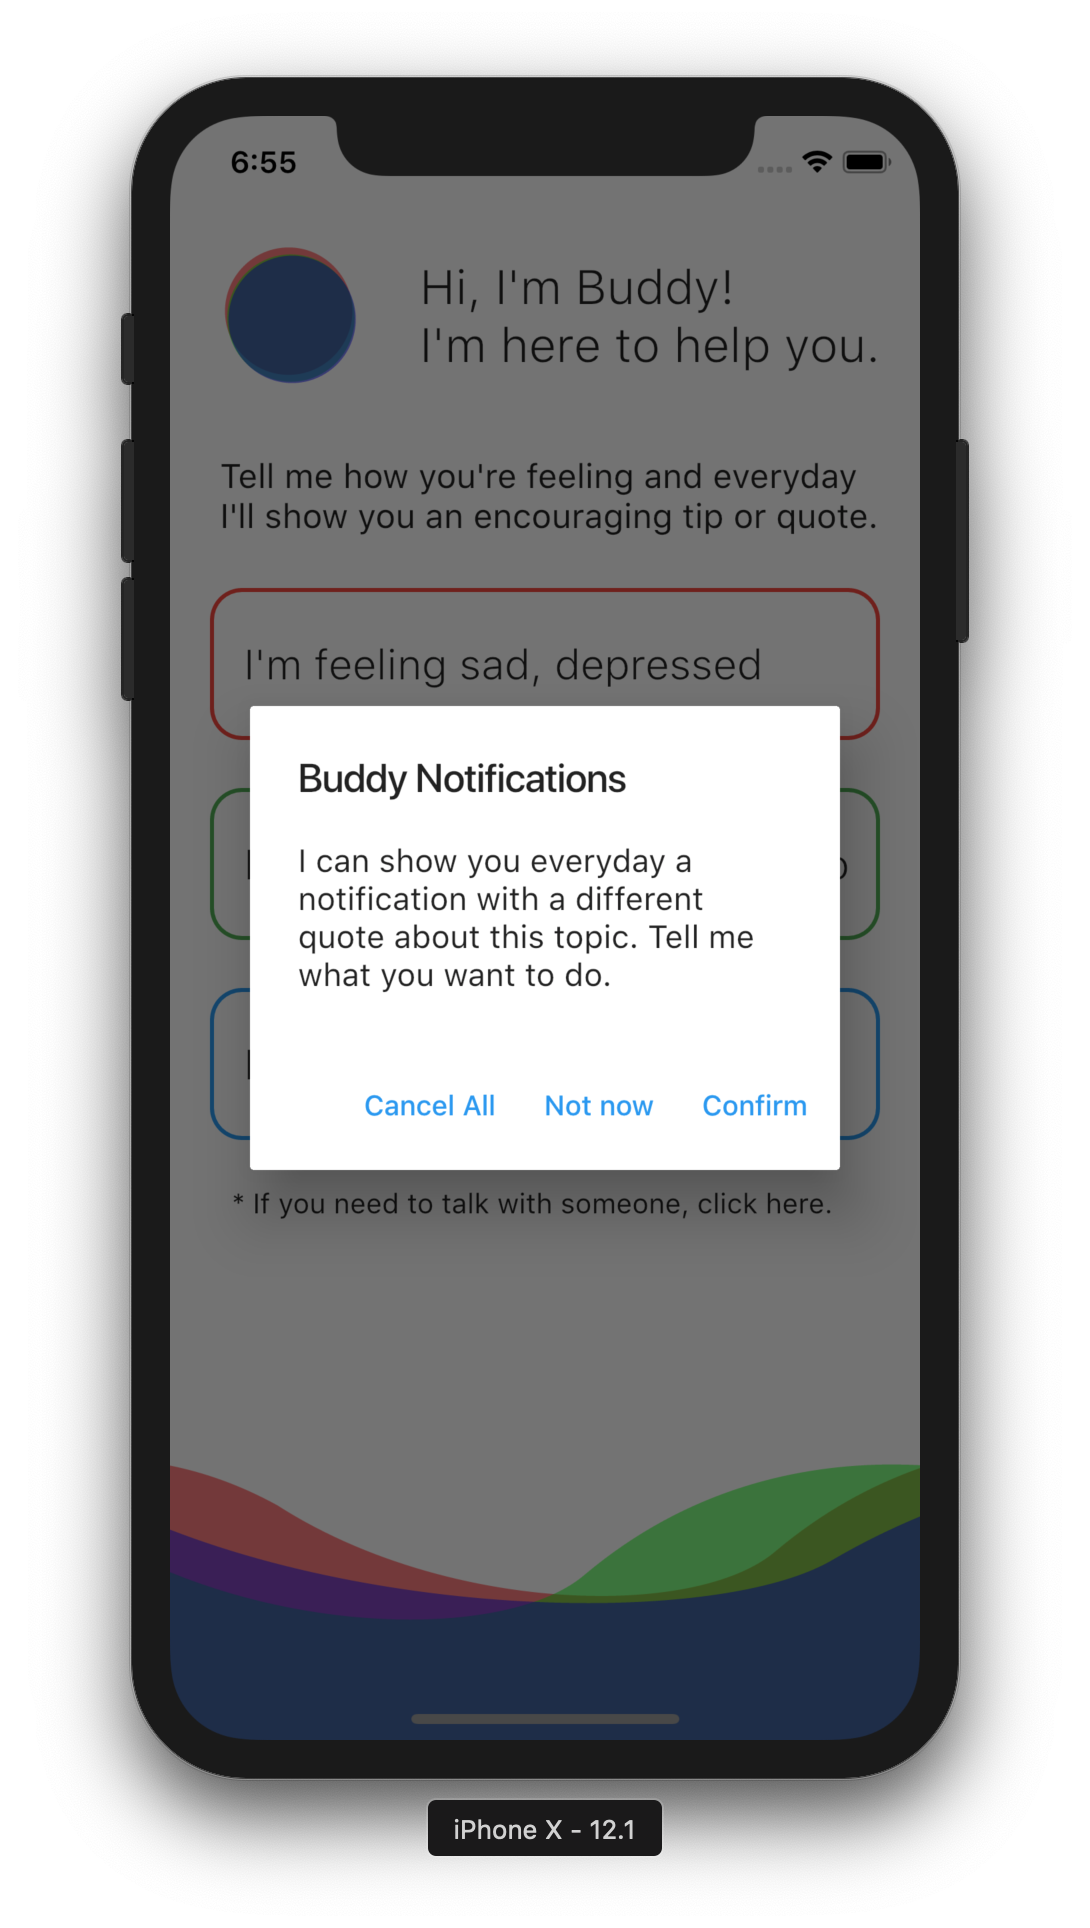 6:55
Hi, I'm Buddy!
I'm here to help you.
Tell me how you're feeling and everyday
I'll show you an encouraging tip or quote.
I'm feeling sad, depressed
Buddy Notifications
I can show you everyday a
notification with a different
quote about this topic. Tell me
what you want to do.
Cancel All Not now Confirm
* If you need to talk with someone, click here.
iPhone X - 12.1